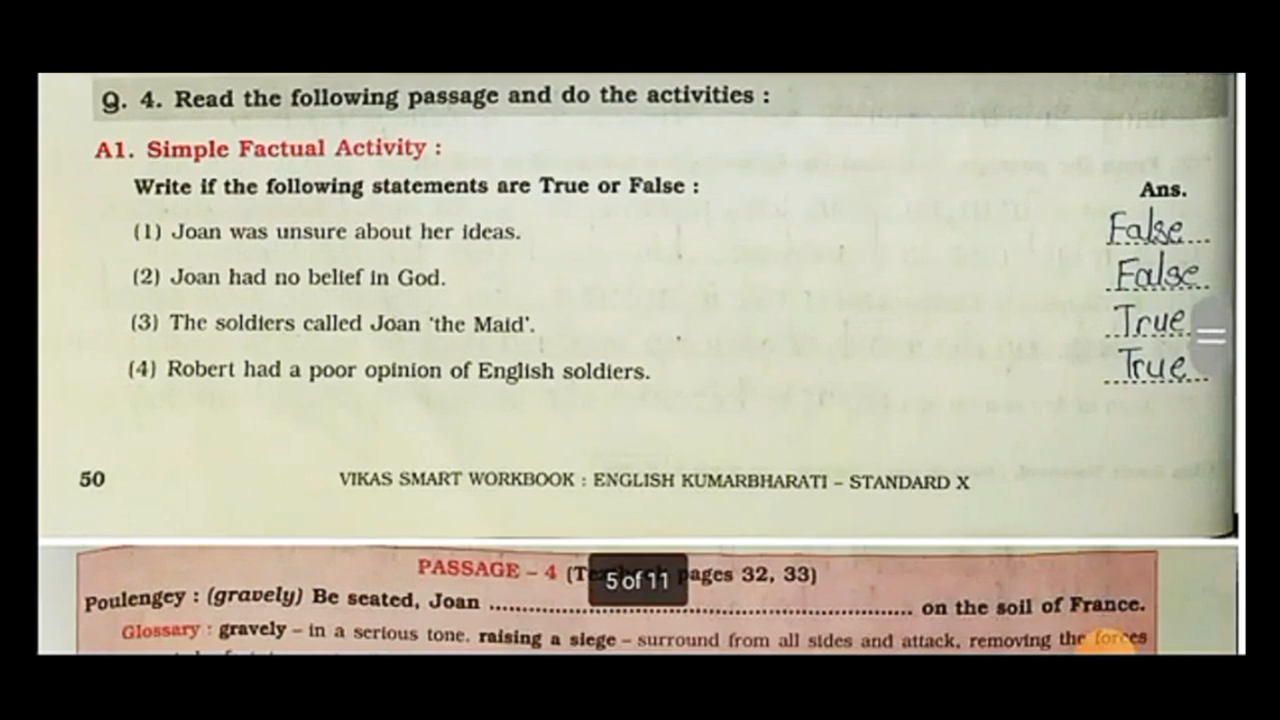 Q. 4. Read the following passage and do the activities :
A1. Simple Factual Activity :
Write if the following statements are True or False :
Ans.
(1) Joan was unsure about her ideas.
False
(2) Joan had no belief in God.
False
(3) The soldiers called Joan 'the Maid'.
True
(4) Robert had a poor opinion of English soldiers.
True
50
VIKAS SMART WORKBOOK : ENGLISH KUMARBHARATI – STANDARD X
PASSAGE – 4 pages 32, 33)
5 of 11
Poulengey : (gravely) Be seated, Joan ........................................................................ on the soil of France.
Glossary : gravely – in a serious tone. raising a siege – surround from all sides and attack, removing the forces